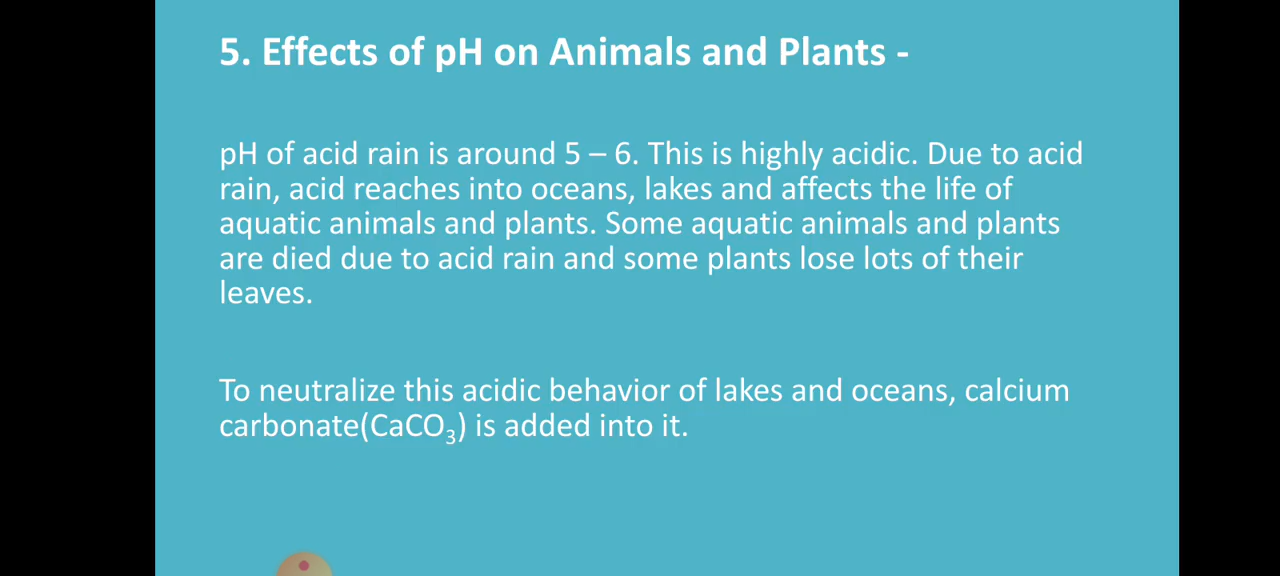 5. Effects of pH on Animals and Plants -
pH of acid rain is around 5 – 6. This is highly acidic. Due to acid
rain, acid reaches into oceans, lakes and affects the life of
aquatic animals and plants. Some aquatic animals and plants
are died due to acid rain and some plants lose lots of their
leaves.
To neutralize this acidic behavior of lakes and oceans, calcium
carbonate(CaCO₃) is added into it.